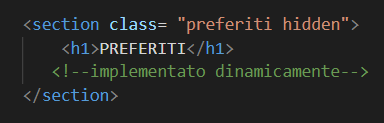 <section class= "preferiti hidden">
<h1>PREFERITI</h1>
<!--implementato dinamicamente-->
</section>